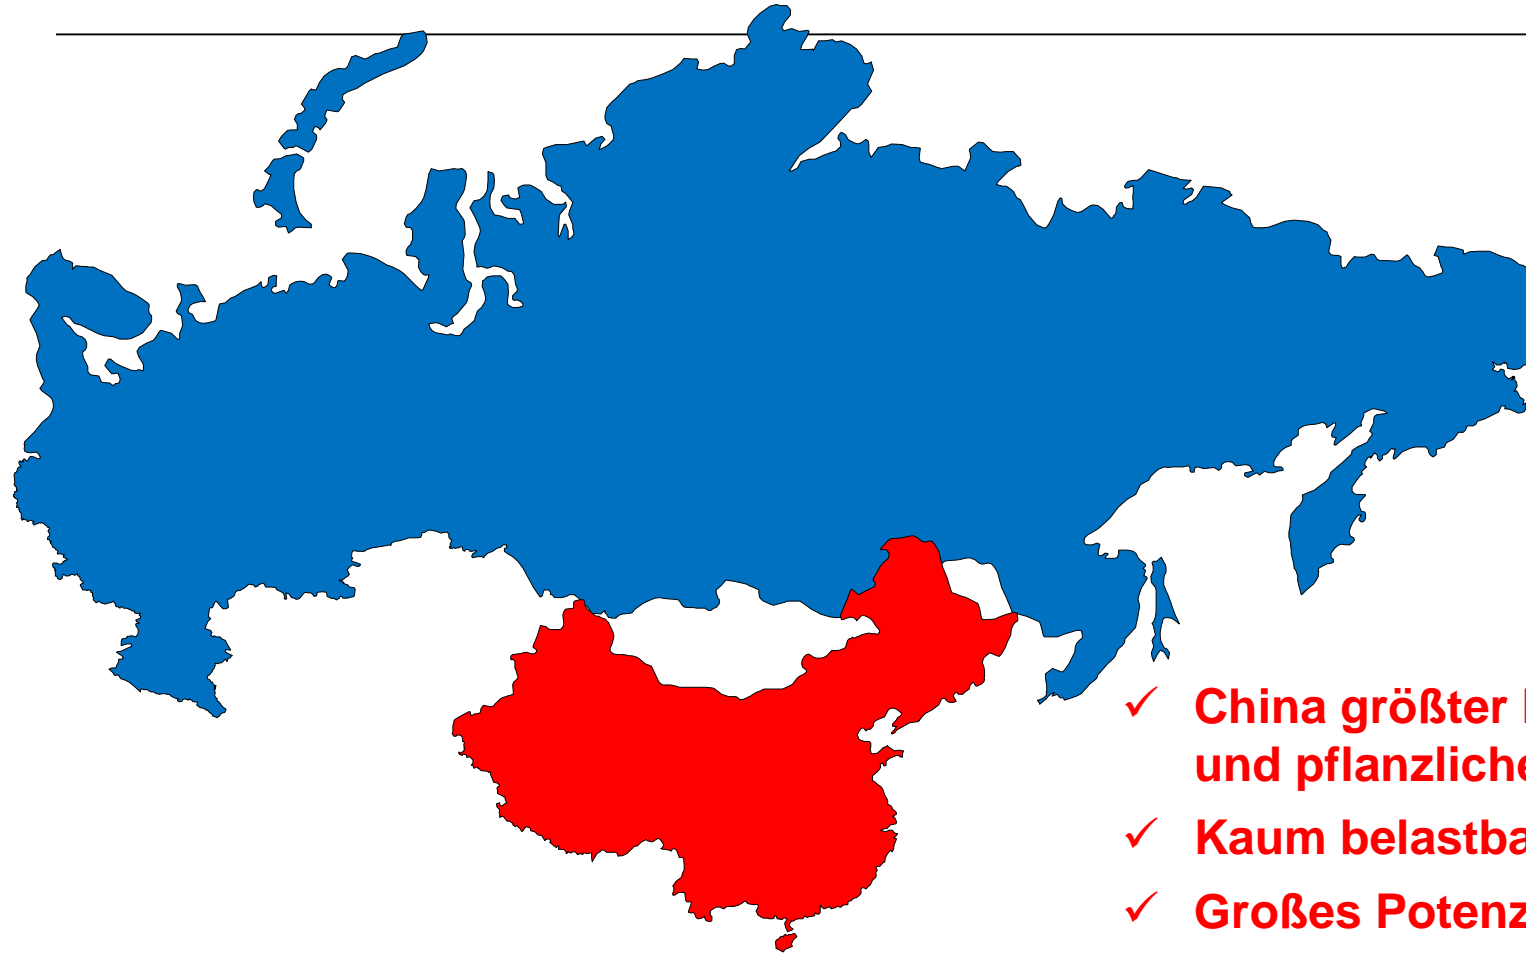 ✓ China größter
und pflanzliche
✓ Kaum belastba
✓ Großes Potenz